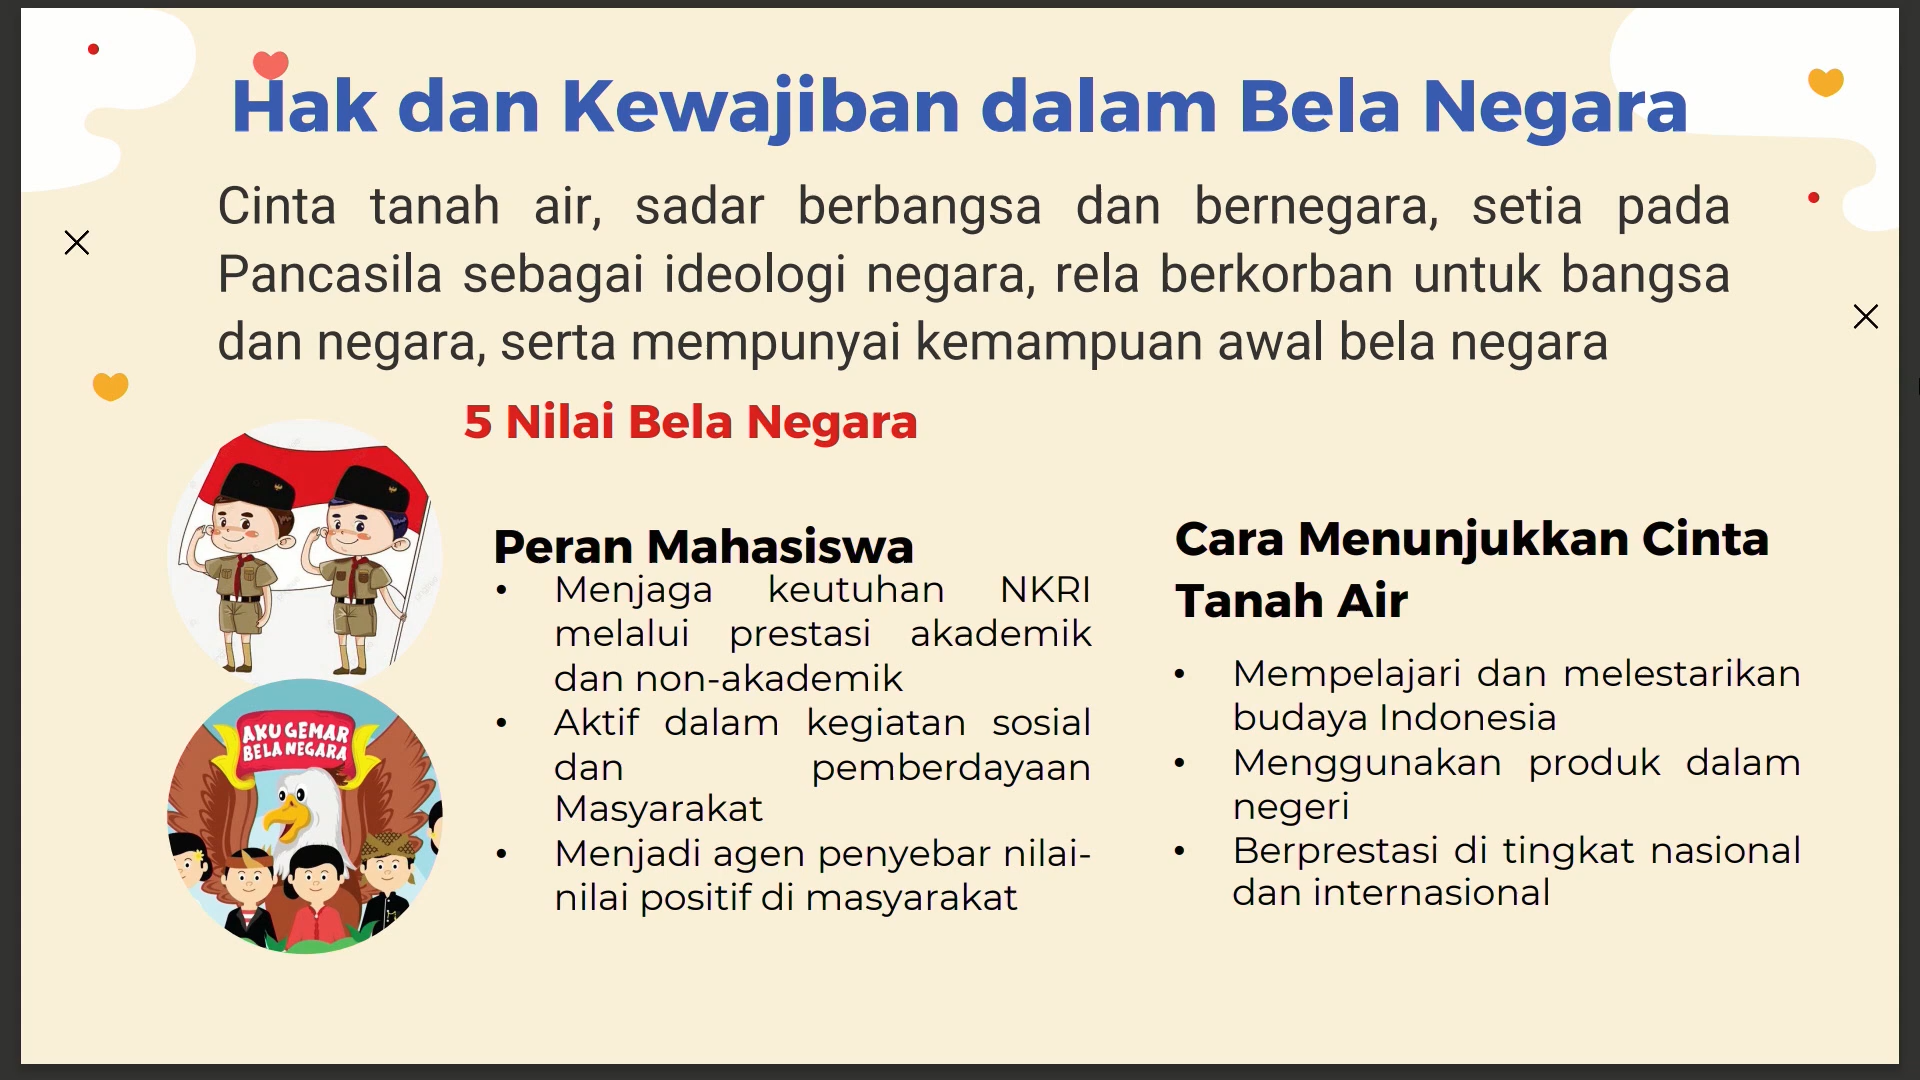 Hak dan Kewajiban dalam Bela Negara
Cinta tanah air, sadar berbangsa dan bernegara, setia pada
Pancasila sebagai ideologi negara, rela berkorban untuk bangsa
dan negara, serta mempunyai kemampuan awal bela negara
5 Nilai Bela Negara
AKU GEMAR
BELA NEGARA
Peran Mahasiswa
• Menjaga keutuhan NKRI
melalui prestasi akademik
dan non-akademik
• Aktif dalam kegiatan sosial
dan pemberdayaan
Masyarakat
• Menjadi agen penyebar nilai-
nilai positif di masyarakat
Cara Menunjukkan Cinta
Tanah Air
• Mempelajari dan melestarikan
budaya Indonesia
• Menggunakan produk dalam
negeri
• Berprestasi di tingkat nasional
dan internasional